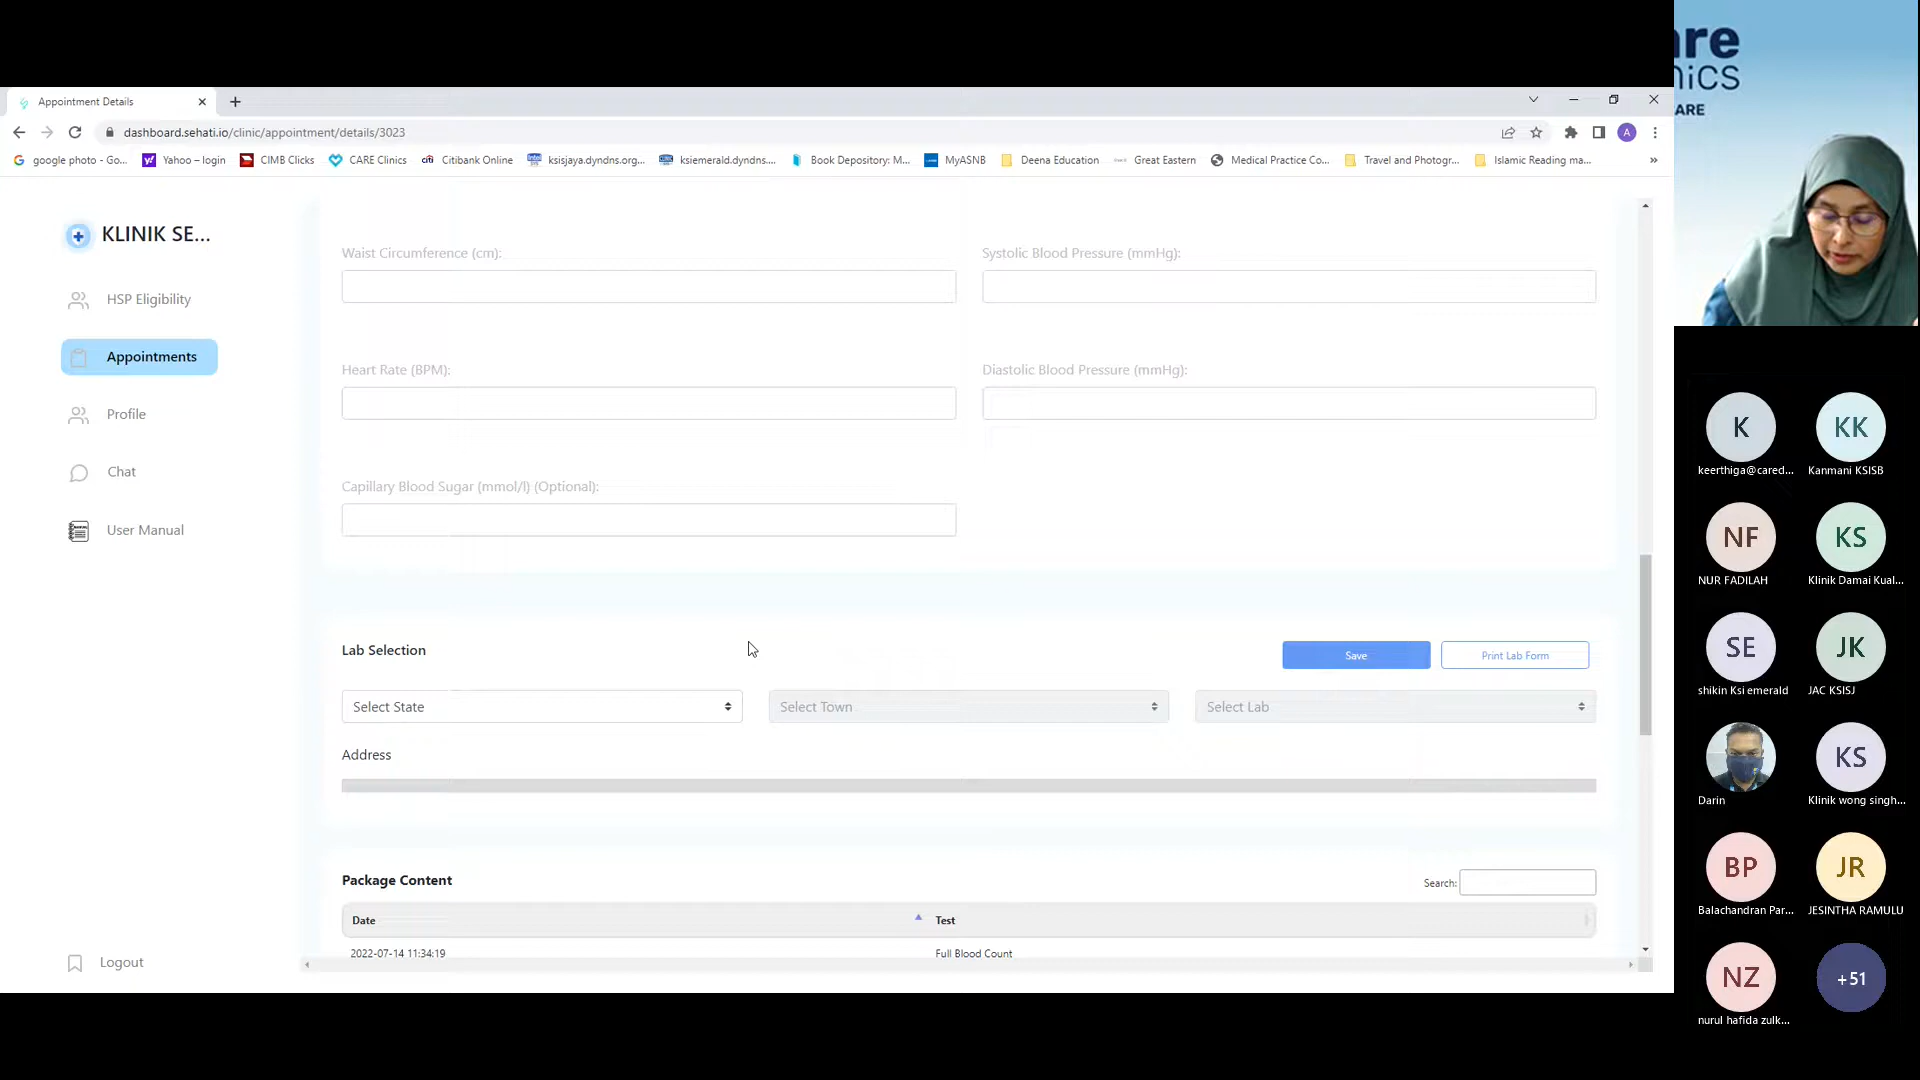 Appointment Details
dashboard.sehati.io/clinic/appointment/details/3023
A
google photo - Go...
Yahoo – login
CIMB Clicks
CARE Clinics
citi
Citibank Online
ksisjaya.dyndns.org...
ksiemerald.dyndns....
Book Depository: M...
MyASNB
Deena Education
Great Eastern
Medical Practice Co...
Travel and Photogr...
Islamic Reading ma...
»
KLINIK SE...
HSP Eligibility
Appointments
Profile
Chat
User Manual
Logout
Waist Circumference (cm):
Systolic Blood Pressure (mmHg):
Heart Rate (BPM):
Diastolic Blood Pressure (mmHg):
Capillary Blood Sugar (mmol/l) (Optional):
Lab Selection
Save
Print Lab Form
Select State
Select Town
Select Lab
Address
Package Content
Search:
Date
Test
2022-07-14 11:34:19
Full Blood Count
are
nics
ARE
K
keerthiga@cared...
KK
Kanmani KSISB
NF
NUR FADILAH
KS
Klinik Damai Kual...
SE
shikin Ksi emerald
JK
JAC KSISJ
Darin
KS
Klinik wong singh...
BP
Balachandran Par...
JR
JESINTHA RAMULU
NZ
nurul hafida zulk...
+51